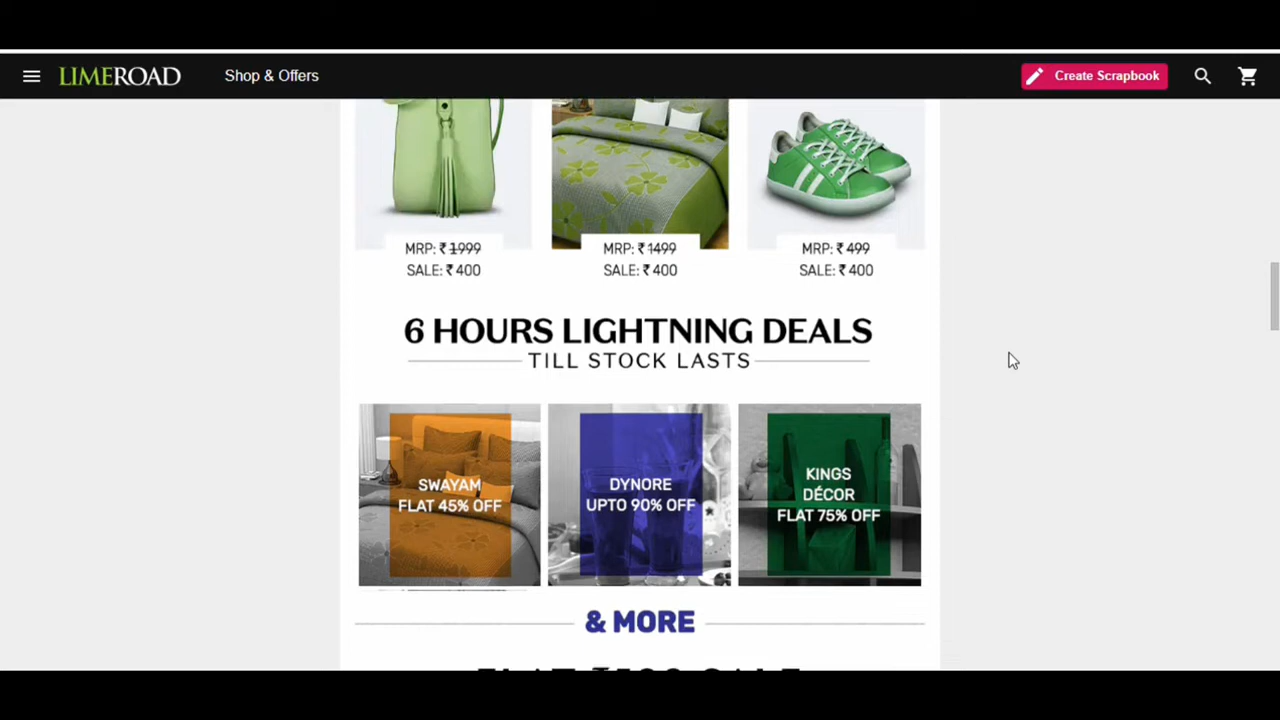 LIMEROAD
Shop & Offers
Create Scrapbook
MRP: ₹ 1999
SALE: ₹ 400
MRP: ₹ 1499
SALE: ₹ 400
MRP: ₹ 499
SALE: ₹ 400
6 HOURS LIGHTNING DEALS
TILL STOCK LASTS
SWAYAM
FLAT 45% OFF
DYNORE
UPTO 90% OFF
KINGS
DÉCOR
FLAT 75% OFF
& MORE